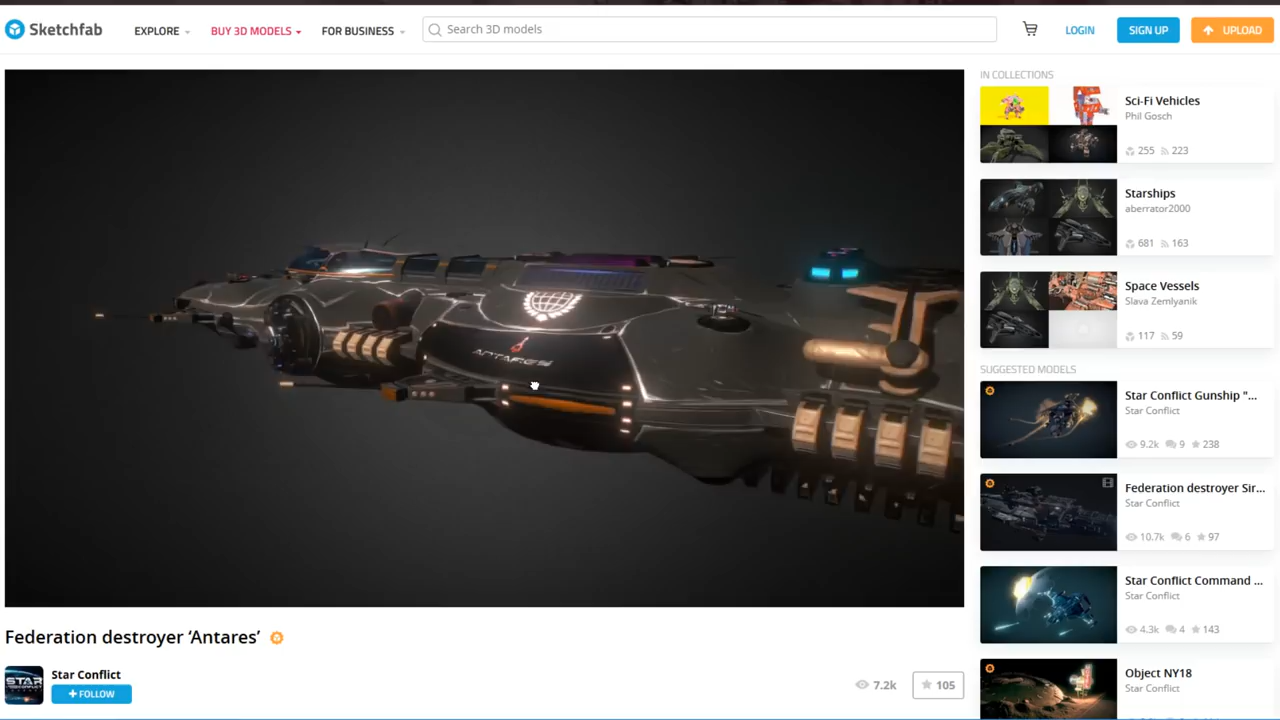 Sketchfab
EXPLORE
BUY 3D MODELS
FOR BUSINESS
Search 3D models
LOGIN
SIGN UP
UPLOAD
ANTARES
Federation destroyer ‘Antares’
Star Conflict
+ FOLLOW
7.2k
105
IN COLLECTIONS
Sci-Fi Vehicles
Phil Gosch
255 223
Starships
aberrator2000
681 163
Space Vessels
Slava Zemlyanik
117 59
SUGGESTED MODELS
Star Conflict Gunship "...
Star Conflict
9.2k 9 238
Federation destroyer Sir...
Star Conflict
10.7k 6 97
Star Conflict Command ...
Star Conflict
4.3k 4 143
Object NY18
Star Conflict